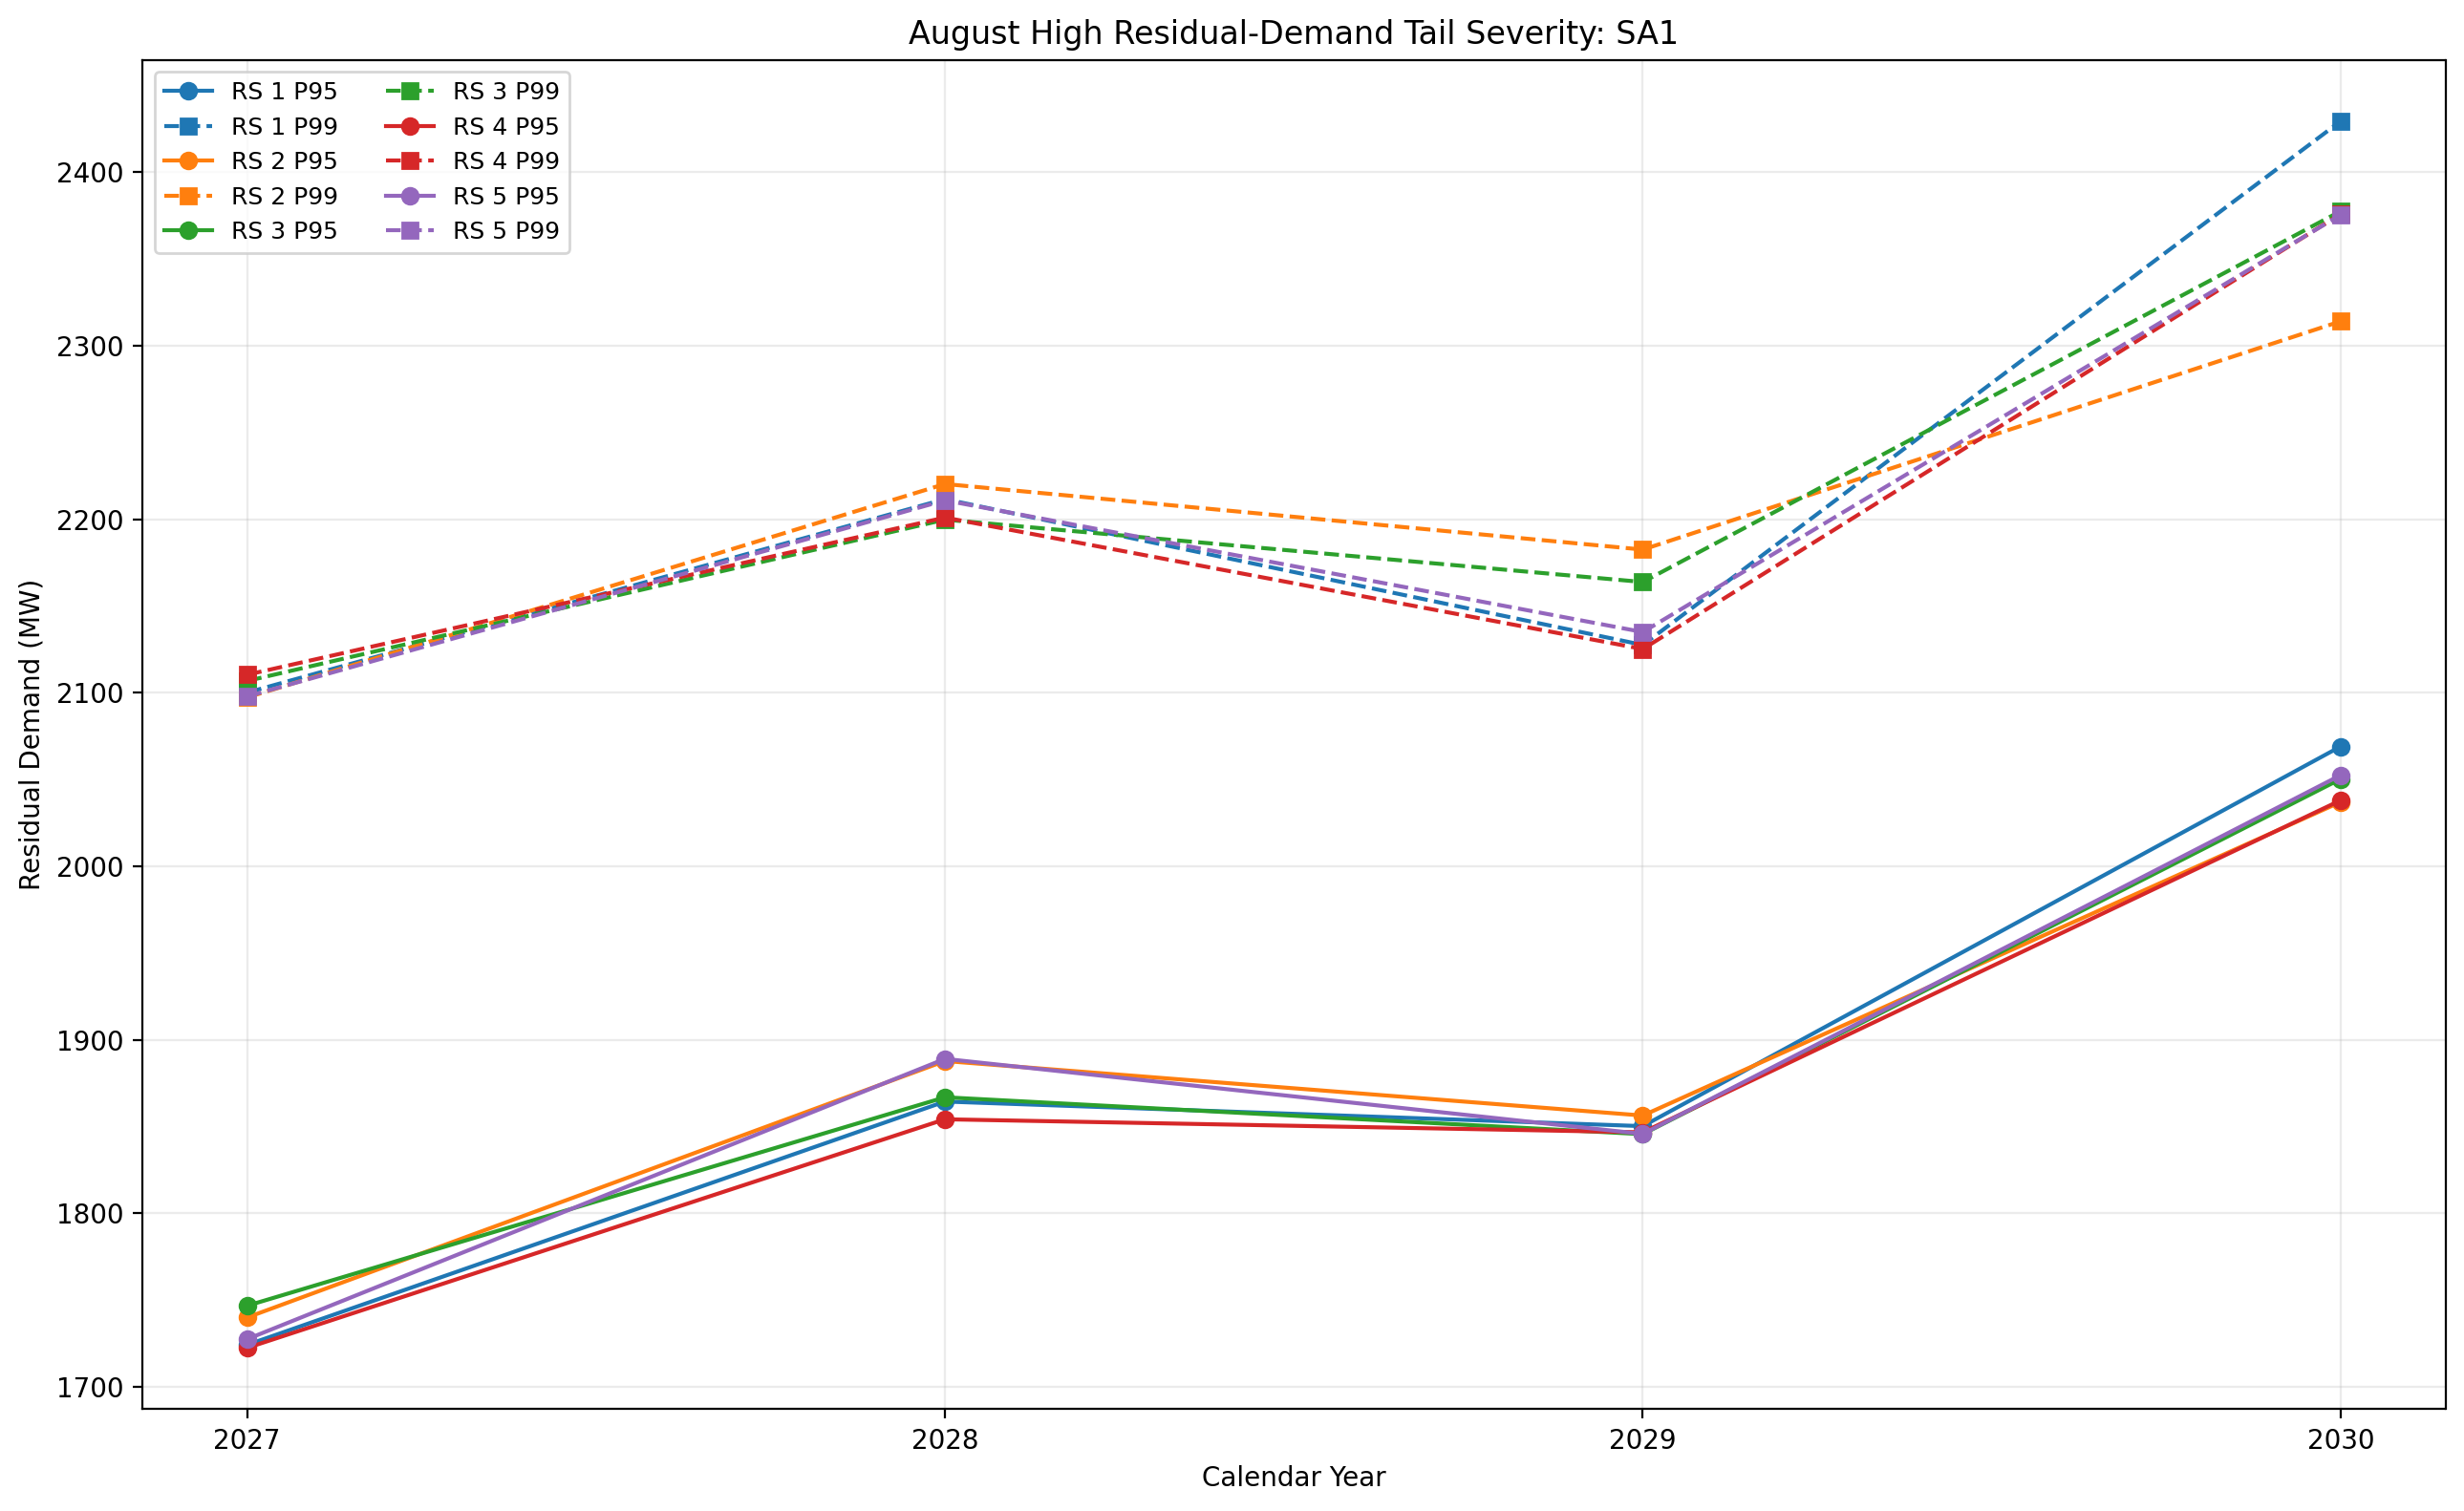 August High Residual-Demand Tail Severity: SA1
RS 1 P95
RS 1 P99
RS 2 P95
RS 2 P99
RS 3 P95
RS 3 P99
RS 4 P95
RS 4 P99
RS 5 P95
RS 5 P99
Residual Demand (MW)
2400
2300
2200
2100
2000
1900
1800
1700
2027 2028 2029 2030
Calendar Year